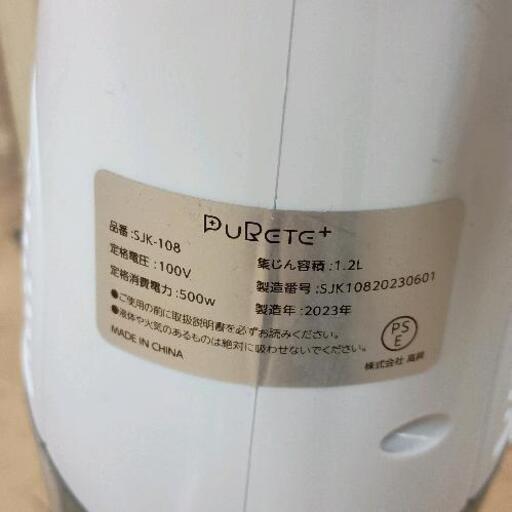 PURETE+
品番:SJK-108
定格電圧:100V
集じん容積:1.2L
定格消費電力:500w
製造番号:SJK10820230601
製造年:2023年
●ご使用の前に取扱説明書を必ずお読みください。
●液体や火気のあるものは絶対に吸わせないでください。
MADE IN CHINA
PS
E
株式会社 高興